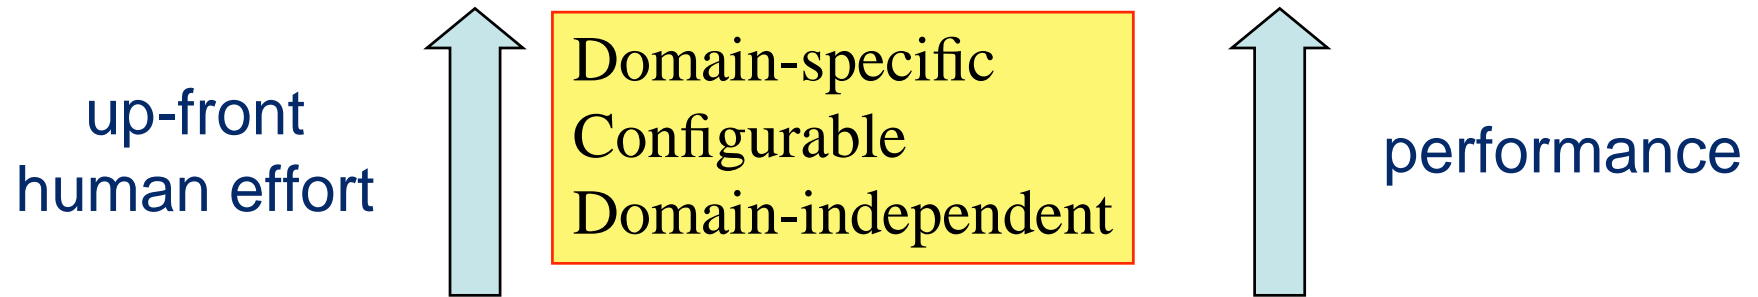 up-front
human effort
Domain-specific
Configurable
Domain-independent
performance